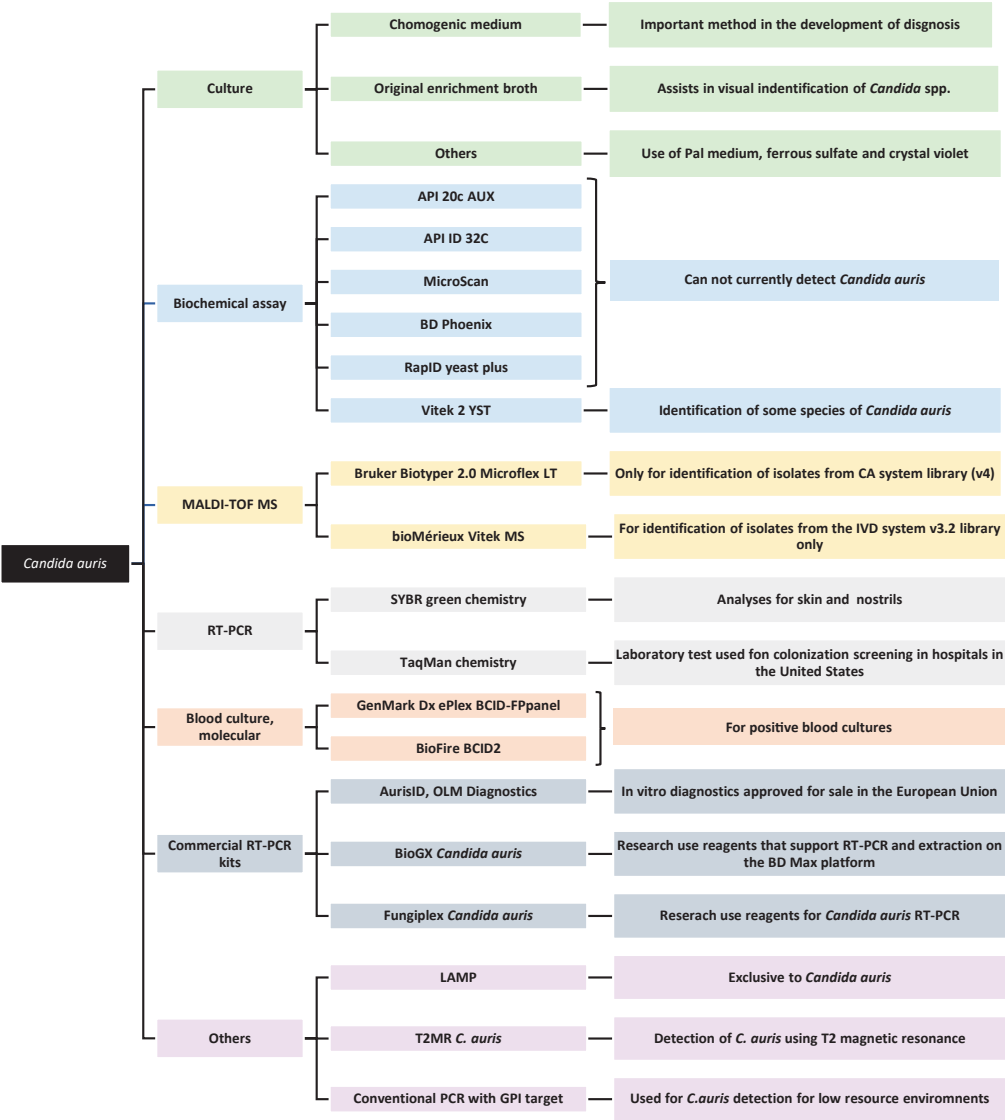 Candida auris
Culture
Chomogenic medium
Important method in the development of disgnosis
Original enrichment broth
Assists in visual indentification of Candida spp.
Others
Use of Pal medium, ferrous sulfate and crystal violet
Biochemical assay
API 20c AUX
API ID 32C
MicroScan
BD Phoenix
RapID yeast plus
Can not currently detect Candida auris
Vitek 2 YST
Identification of some species of Candida auris
MALDI-TOF MS
Bruker Biotyper 2.0 Microflex LT
Only for identification of isolates from CA system library (v4)
bioMérieux Vitek MS
For identification of isolates from the IVD system v3.2 library
only
RT-PCR
SYBR green chemistry
Analyses for skin and nostrils
TaqMan chemistry
Laboratory test used fon colonization screening in hospitals in
the United States
Blood culture,
molecular
GenMark Dx ePlex BCID-FPpanel
BioFire BCID2
For positive blood cultures
Commercial RT-PCR
kits
AurisID, OLM Diagnostics
In vitro diagnostics approved for sale in the European Union
BioGX Candida auris
Research use reagents that support RT-PCR and extraction on
the BD Max platform
Fungiplex Candida auris
Reserach use reagents for Candida auris RT-PCR
Others
LAMP
Exclusive to Candida auris
T2MR C. auris
Detection of C. auris using T2 magnetic resonance
Conventional PCR with GPI target
Used for C.auris detection for low resource enviromnents